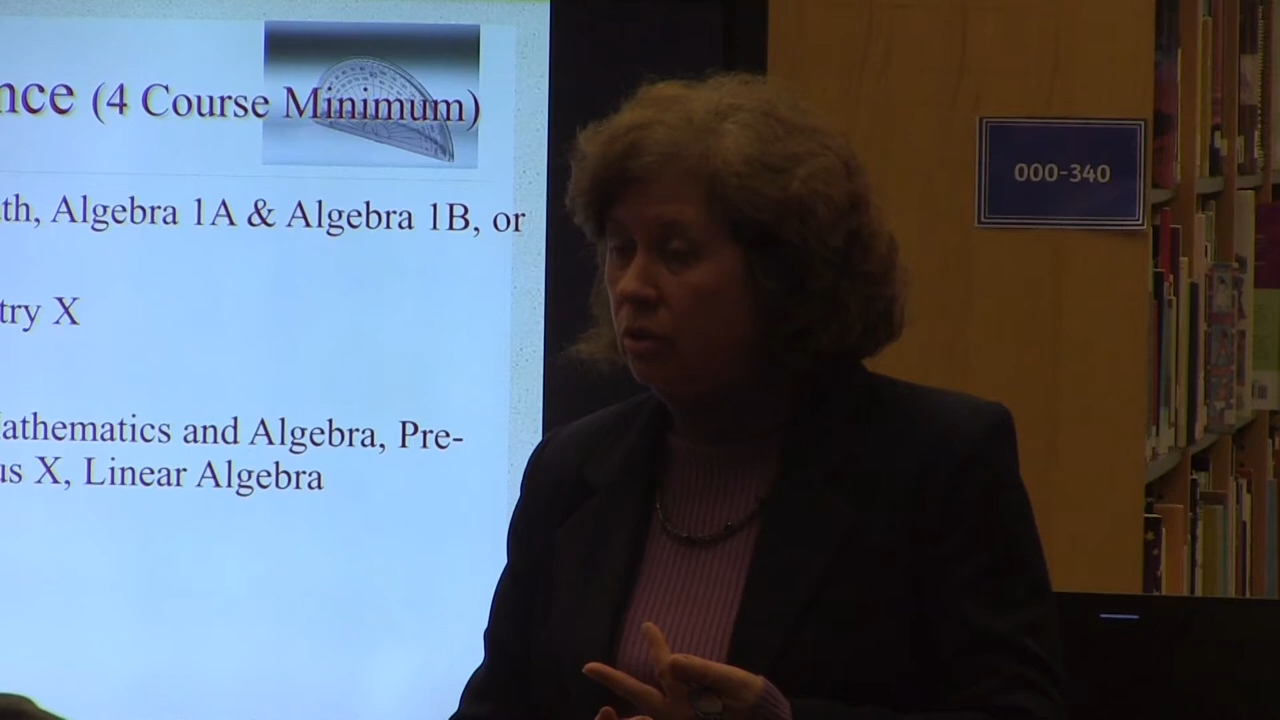 nce (4 Course Minimum)
th, Algebra 1A & Algebra 1B, or
try X
athematics and Algebra, Pre-
us X, Linear Algebra
000-340